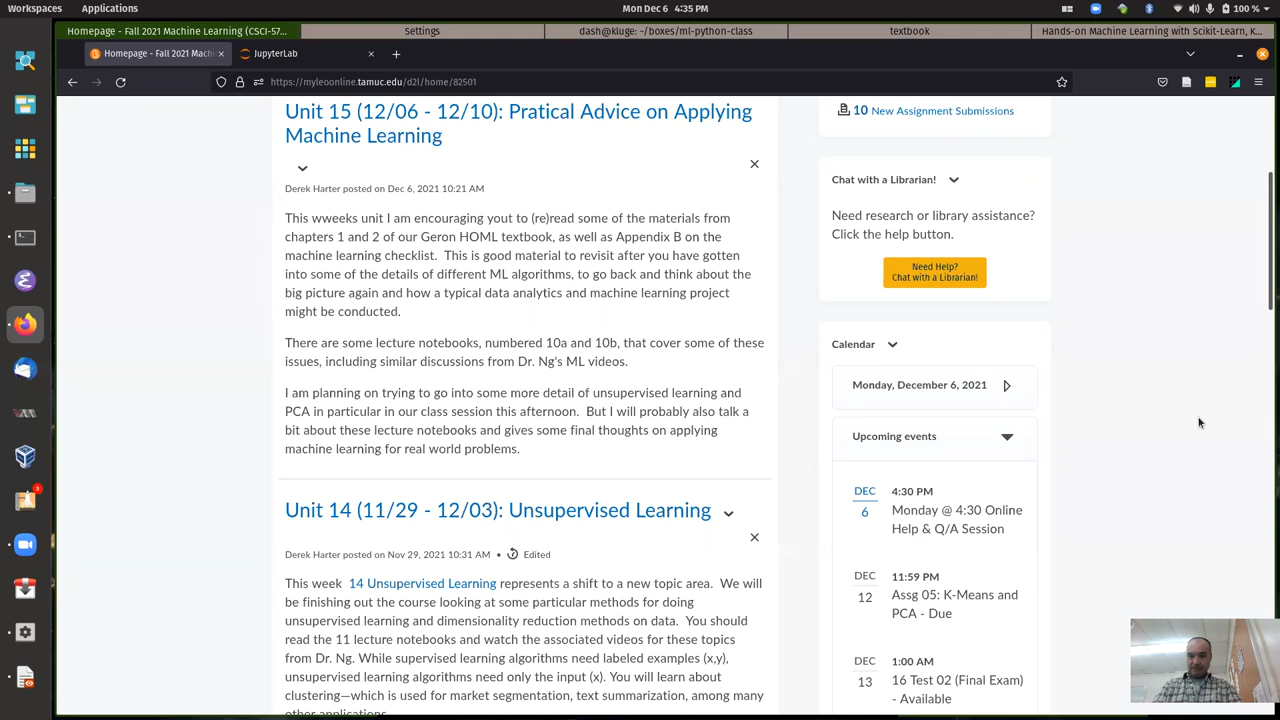 Workspaces Applications Mon Dec 6 4:35 PM 100 %
Homepage - Fall 2021 Machine Learning (CSCI-57... Settings dash@kluge: ~/boxes/ml-python-class textbook Hands-on Machine Learning with Scikit-Learn, K...
Homepage - Fall 2021 Mach JupyterLab
https://myleoonline.tamuc.edu/d2l/home/82501
Unit 15 (12/06 - 12/10): Pratical Advice on Applying
Machine Learning
Derek Harter posted on Dec 6, 2021 10:21 AM
This wweeks unit I am encouraging yout to (re)read some of the materials from
chapters 1 and 2 of our Geron HOML textbook, as well as Appendix B on the
machine learning checklist. This is good material to revisit after you have gotten
into some of the details of different ML algorithms, to go back and think about the
big picture again and how a typical data analytics and machine learning project
might be conducted.
There are some lecture notebooks, numbered 10a and 10b, that cover some of these
issues, including similar discussions from Dr. Ng's ML videos.
I am planning on trying to go into some more detail of unsupervised learning and
PCA in particular in our class session this afternoon. But I will probably also talk a
bit about these lecture notebooks and gives some final thoughts on applying
machine learning for real world problems.
Unit 14 (11/29 - 12/03): Unsupervised Learning
Derek Harter posted on Nov 29, 2021 10:31 AM • Edited
This week 14 Unsupervised Learning represents a shift to a new topic area. We will
be finishing out the course looking at some particular methods for doing
unsupervised learning and dimensionality reduction methods on data. You should
read the 11 lecture notebooks and watch the associated videos for these topics
from Dr. Ng. While supervised learning algorithms need labeled examples (x,y),
unsupervised learning algorithms need only the input (x). You will learn about
clustering—which is used for market segmentation, text summarization, among many
other applications.
10 New Assignment Submissions
Chat with a Librarian!
Need research or library assistance?
Click the help button.
Need Help?
Chat with a Librarian!
Calendar
Monday, December 6, 2021
Upcoming events
DEC 4:30 PM
6 Monday @ 4:30 Online
Help & Q/A Session
DEC 11:59 PM
12 Assg 05: K-Means and
PCA - Due
DEC 1:00 AM
13 16 Test 02 (Final Exam)
- Available